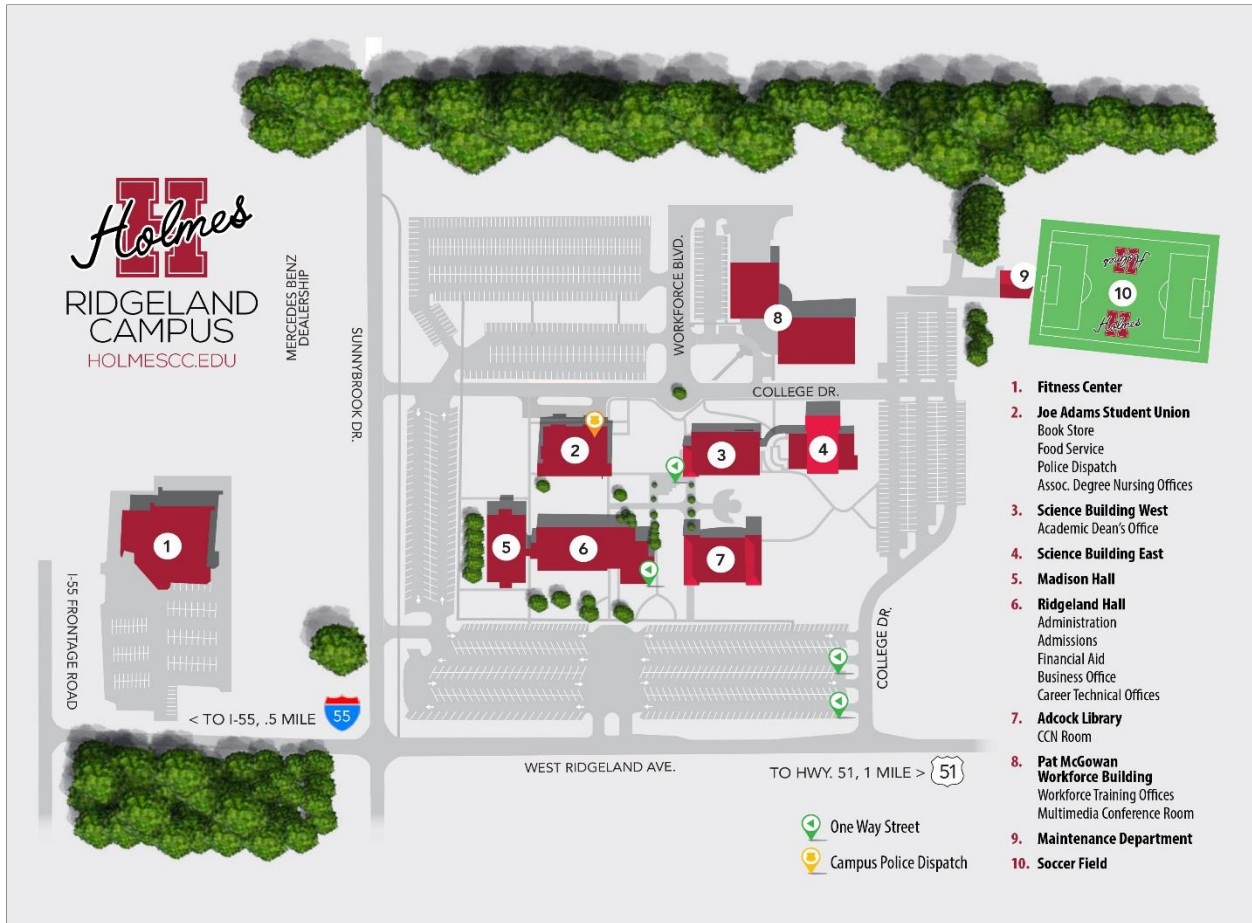 H
Holmes
RIDGELAND
CAMPUS
HOLMESCC.EDU
MERCEDES BENZ
DEALERSHIP
SUNNYBROOK DR.
WORKFORCE BLVD.
COLLEGE DR.
COLLEGE DR.
I-55 FRONTAGE ROAD
< TO I-55, .5 MILE
55
WEST RIDGELAND AVE.
TO HWY. 51, 1 MILE >
51
1
2
3
4
5
6
7
8
9
10
H
Holmes
H
Holmes
One Way Street
Campus Police Dispatch
1. Fitness Center
2. Joe Adams Student Union
Book Store
Food Service
Police Dispatch
Assoc. Degree Nursing Offices
3. Science Building West
Academic Dean's Office
4. Science Building East
5. Madison Hall
6. Ridgeland Hall
Administration
Admissions
Financial Aid
Business Office
Career Technical Offices
7. Adcock Library
CCN Room
8. Pat McGowan
Workforce Building
Workforce Training Offices
Multimedia Conference Room
9. Maintenance Department
10. Soccer Field